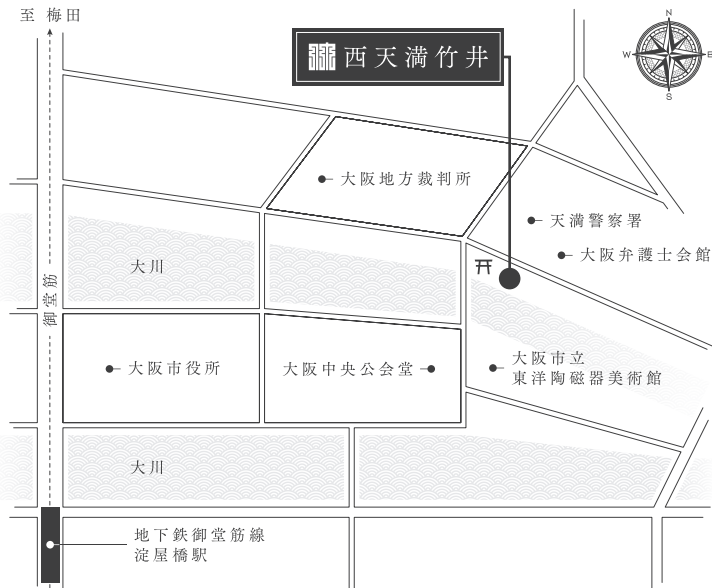 至 梅田
西天満竹井
N
W
E
S
大阪地方裁判所
天満警察署
大阪弁護士会館
大川
御堂筋
大阪市役所
大阪中央公会堂
大阪市立
東洋陶磁器美術館
大川
地下鉄御堂筋線
淀屋橋駅